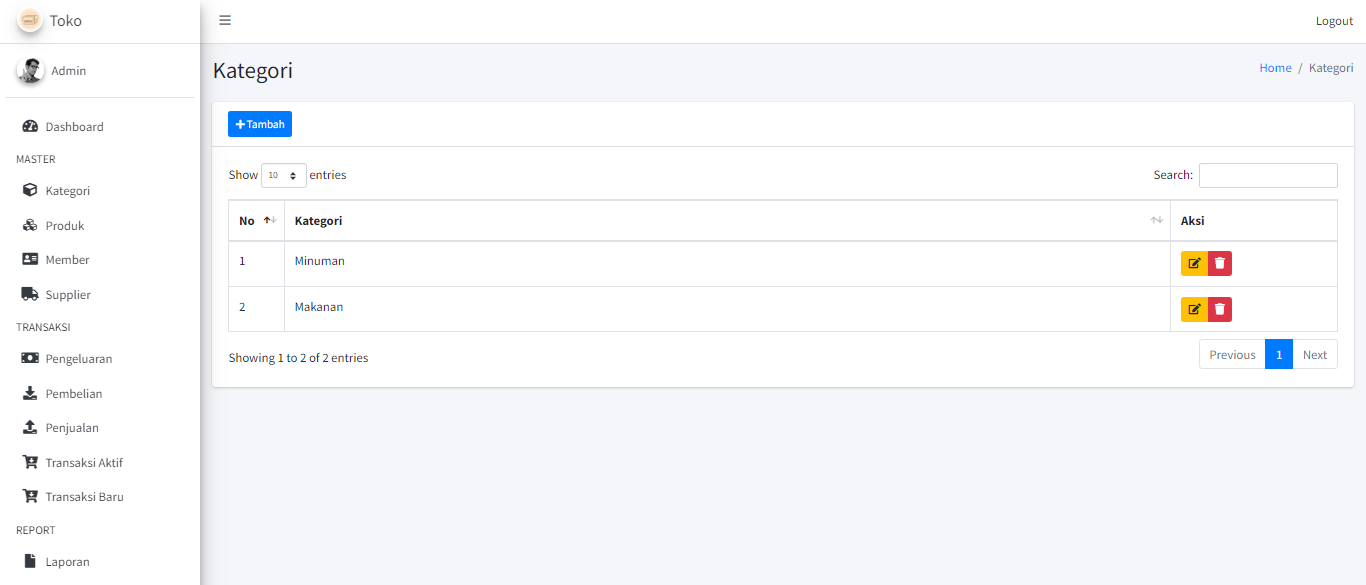 Toko
Logout
Admin
Kategori
Home / Kategori
Tambah
Dashboard
MASTER
Kategori
Produk
Member
Supplier
TRANSAKSI
Pengeluaran
Pembelian
Penjualan
Transaksi Aktif
Transaksi Baru
REPORT
Laporan
Show 10 entries
Search:
No Kategori Aksi
1 Minuman
2 Makanan
Showing 1 to 2 of 2 entries
Previous 1 Next